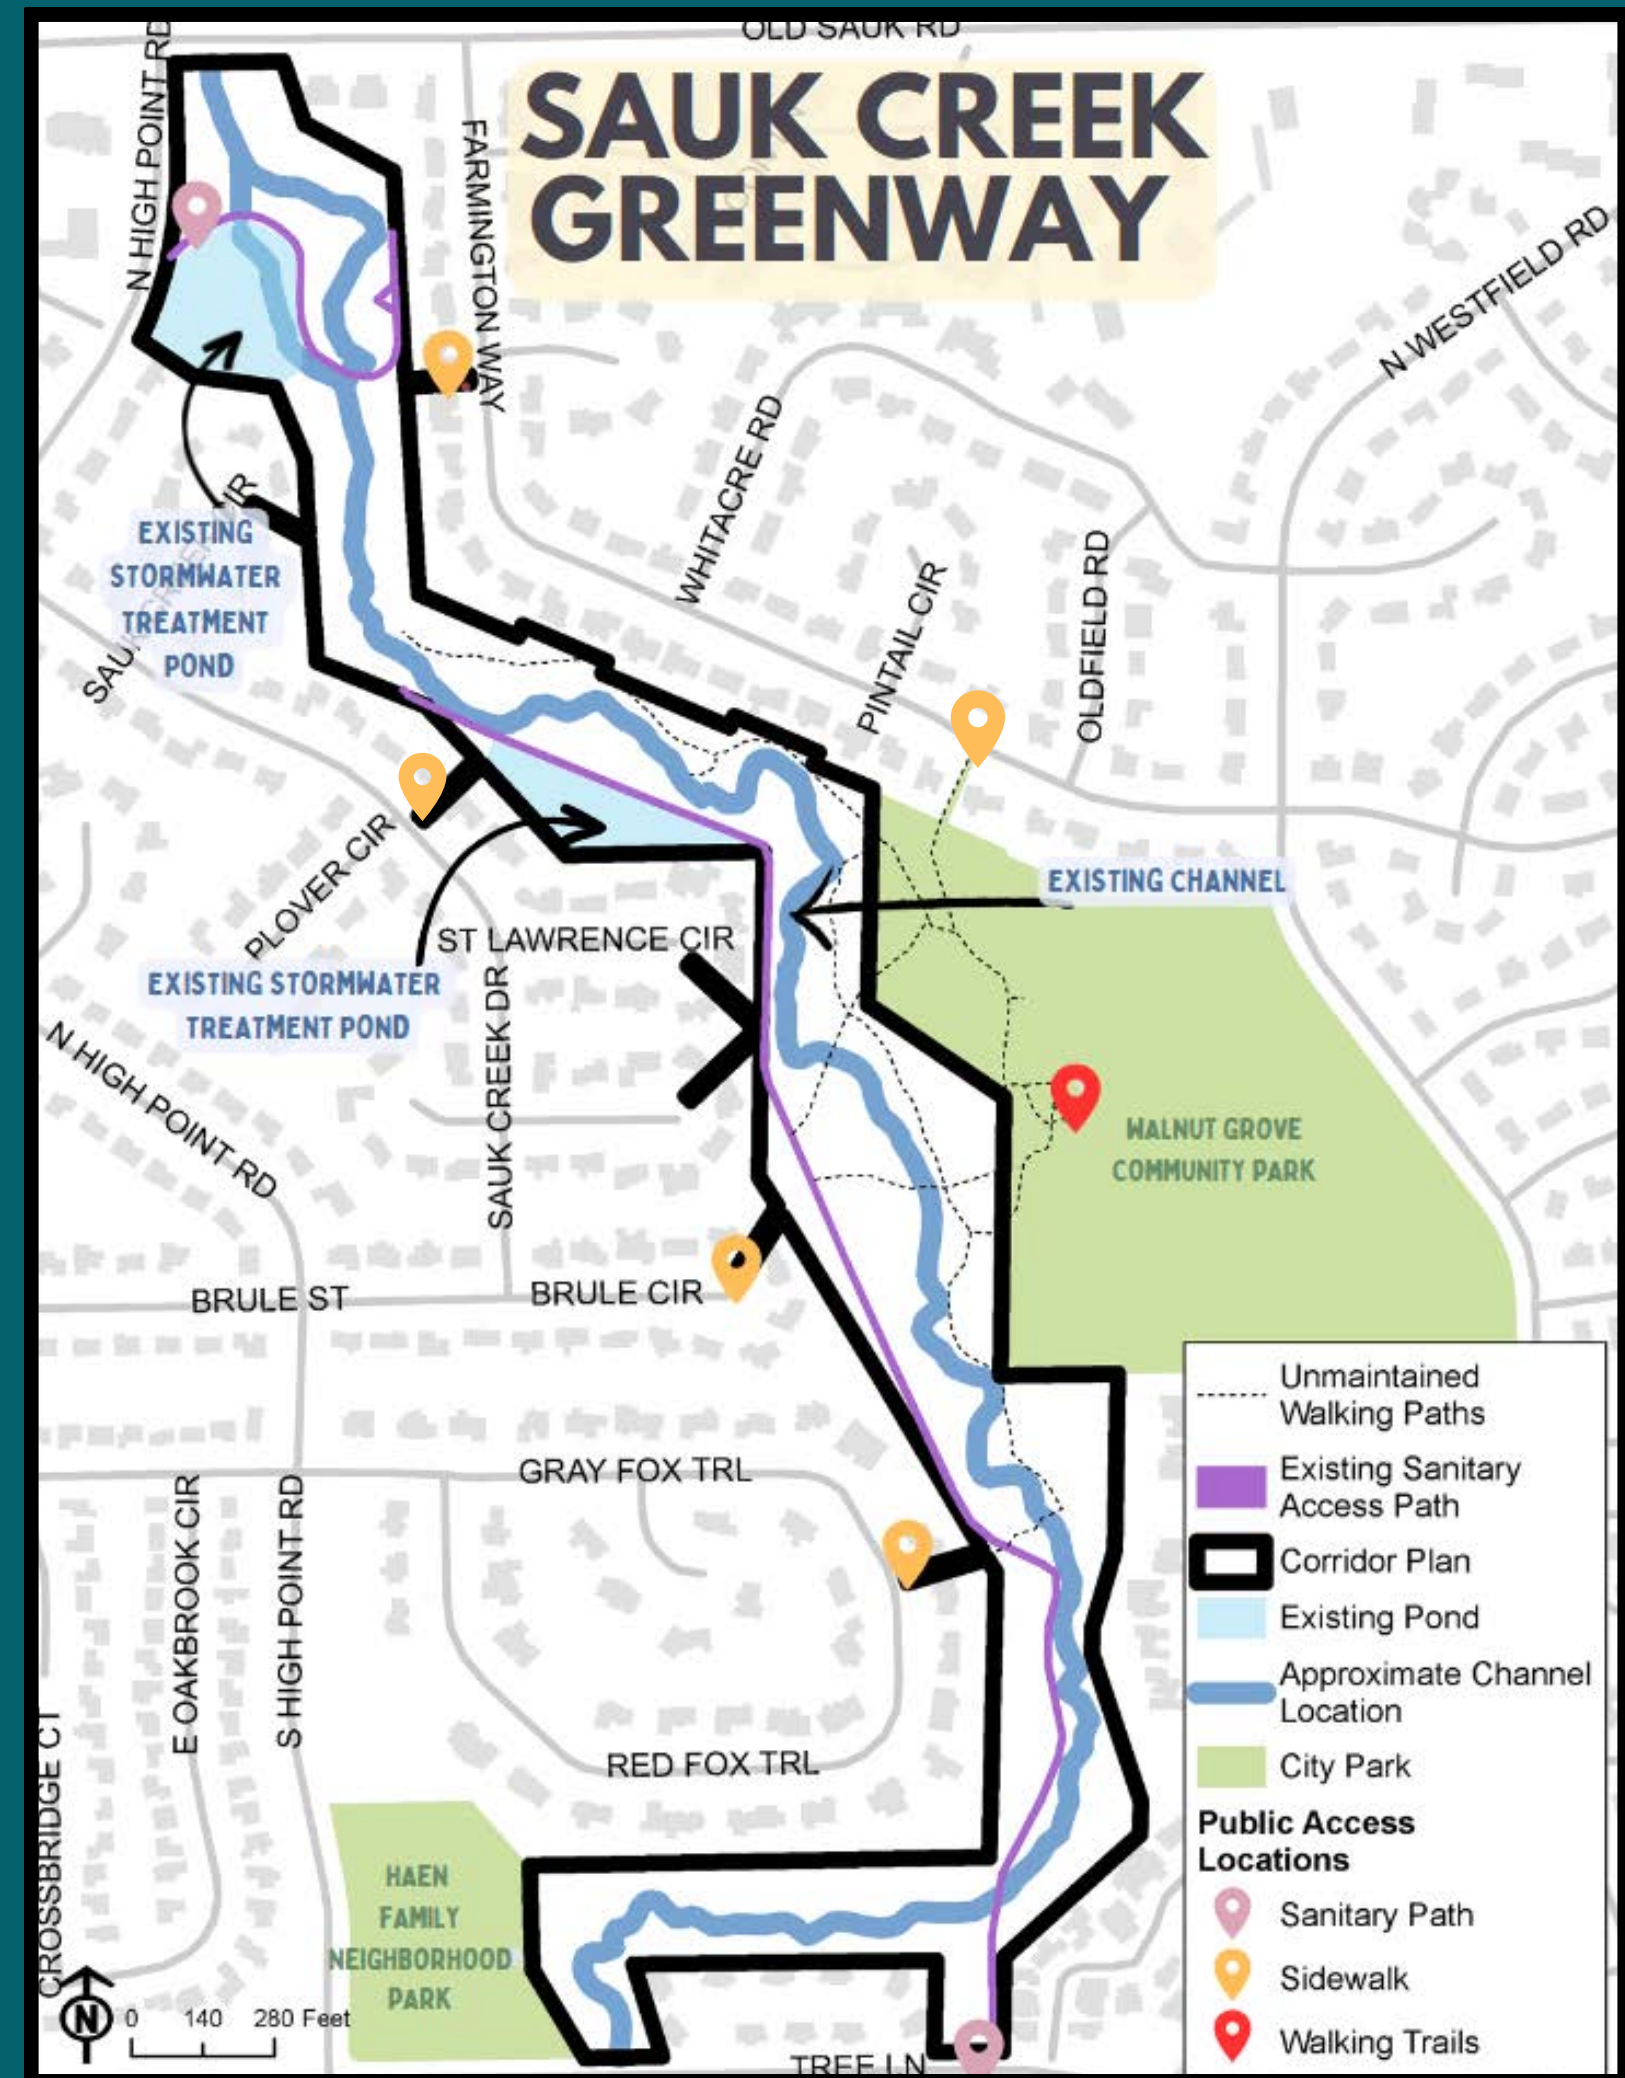 OLD SAUK RD
SAUK CREEK
GREENWAY
N HIGH POINT RD
FARMINGTON WAY
N WESTFIELD RD
WHITACRE RD
PINTAIL CIR
OLDFIELD RD
EXISTING
STORMWATER
TREATMENT
POND
PLOVER CIR
EXISTING CHANNEL
ST LAWRENCE CIR
EXISTING STORMWATER
TREATMENT POND
SAUK CREEK DR
N HIGH POINT RD
WALNUT GROVE
COMMUNITY PARK
BRULE ST
BRULE CIR
GRAY FOX TRL
E OAKBROOK CIR
S HIGH POINT RD
RED FOX TRL
CROSSBRIDGE CT
HAEN
FAMILY
NEIGHBORHOOD
PARK
TREE LN
N
0 140 280 Feet
Unmaintained
Walking Paths
Existing Sanitary
Access Path
Corridor Plan
Existing Pond
Approximate Channel
Location
City Park
Public Access
Locations
Sanitary Path
Sidewalk
Walking Trails